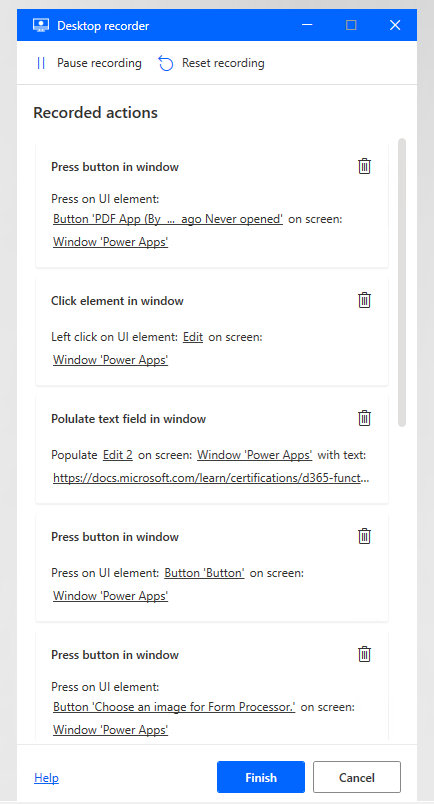 Desktop recorder
Pause recording Reset recording
Recorded actions
Press button in window
Press on UI element:
Button 'PDF App (By ... ago Never opened' on screen:
Window 'Power Apps'
Click element in window
Left click on UI element: Edit on screen:
Window 'Power Apps'
Polulate text field in window
Populate Edit 2 on screen: Window 'Power Apps' with text:
https://docs.microsoft.com/learn/certifications/d365-funct...
Press button in window
Press on UI element: Button 'Button' on screen:
Window 'Power Apps'
Press button in window
Press on UI element:
Button 'Choose an image for Form Processor.' on screen:
Window 'Power Apps'
Help Finish Cancel